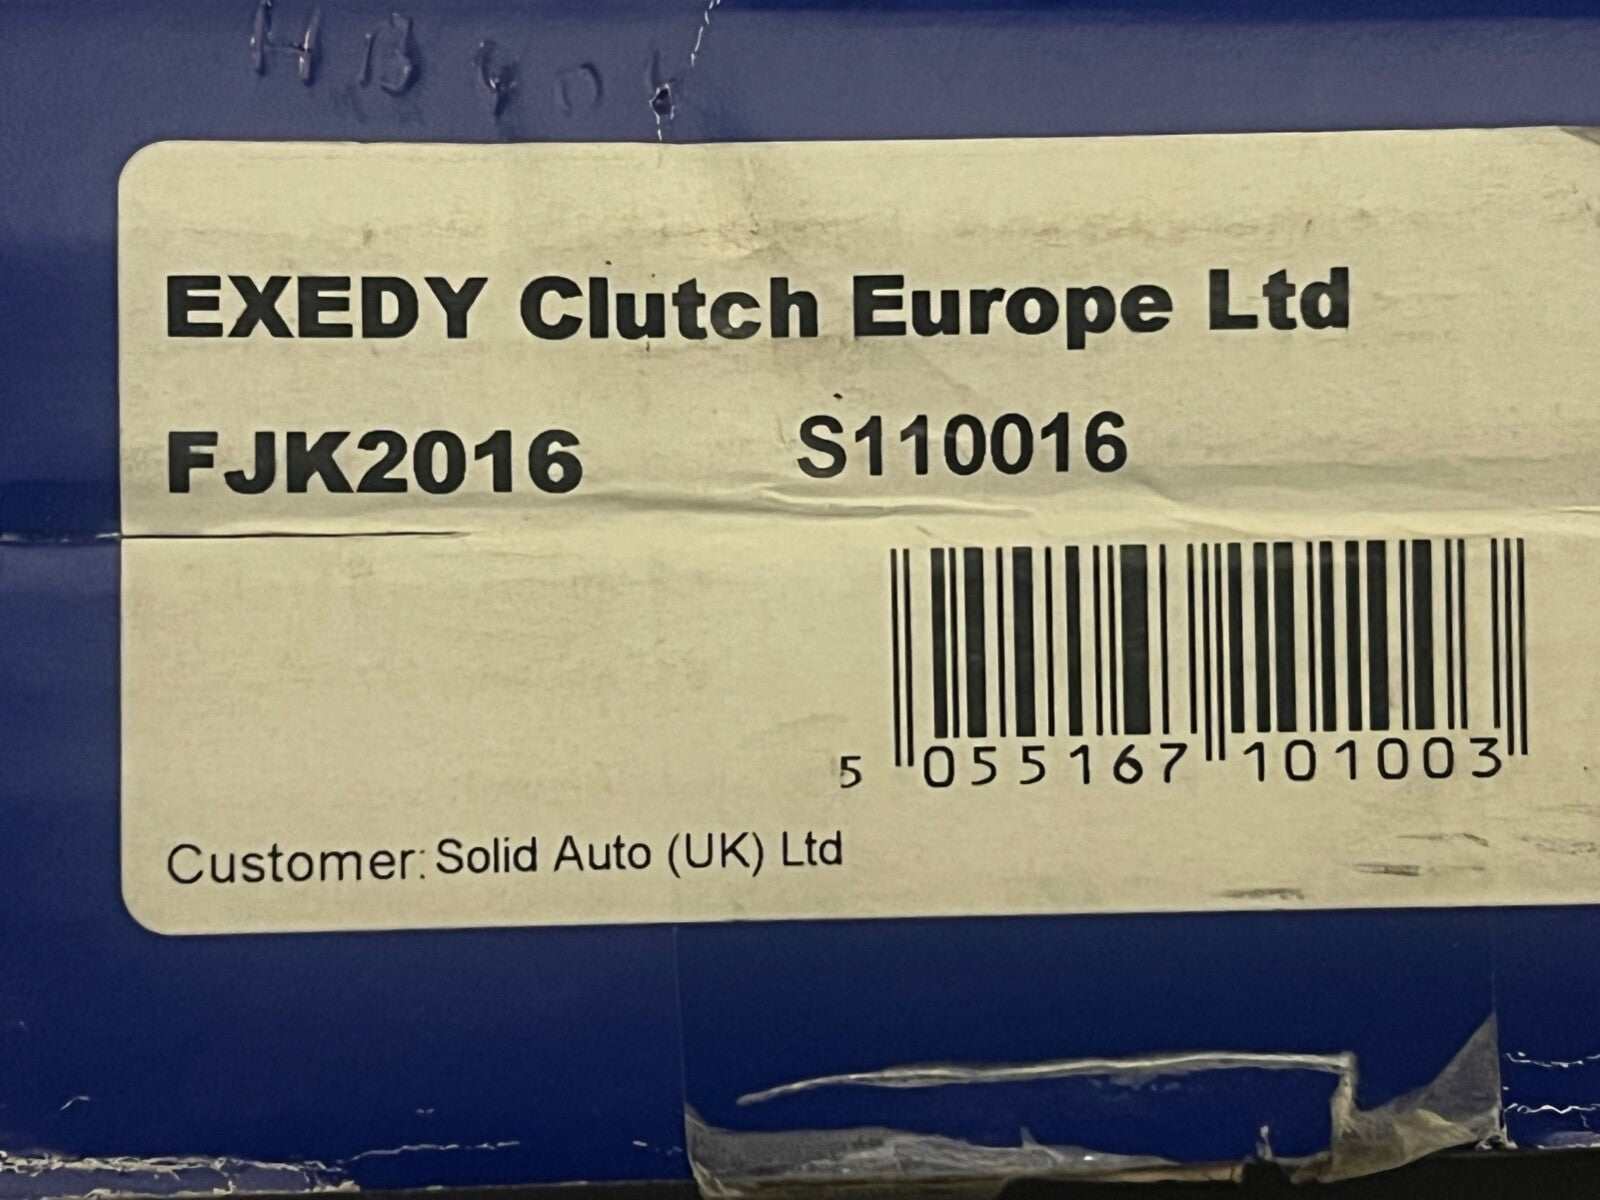 EXEDY Clutch Europe Ltd
FJK2016 S110016
5 055167 101003
Customer: Solid Auto (UK) Ltd